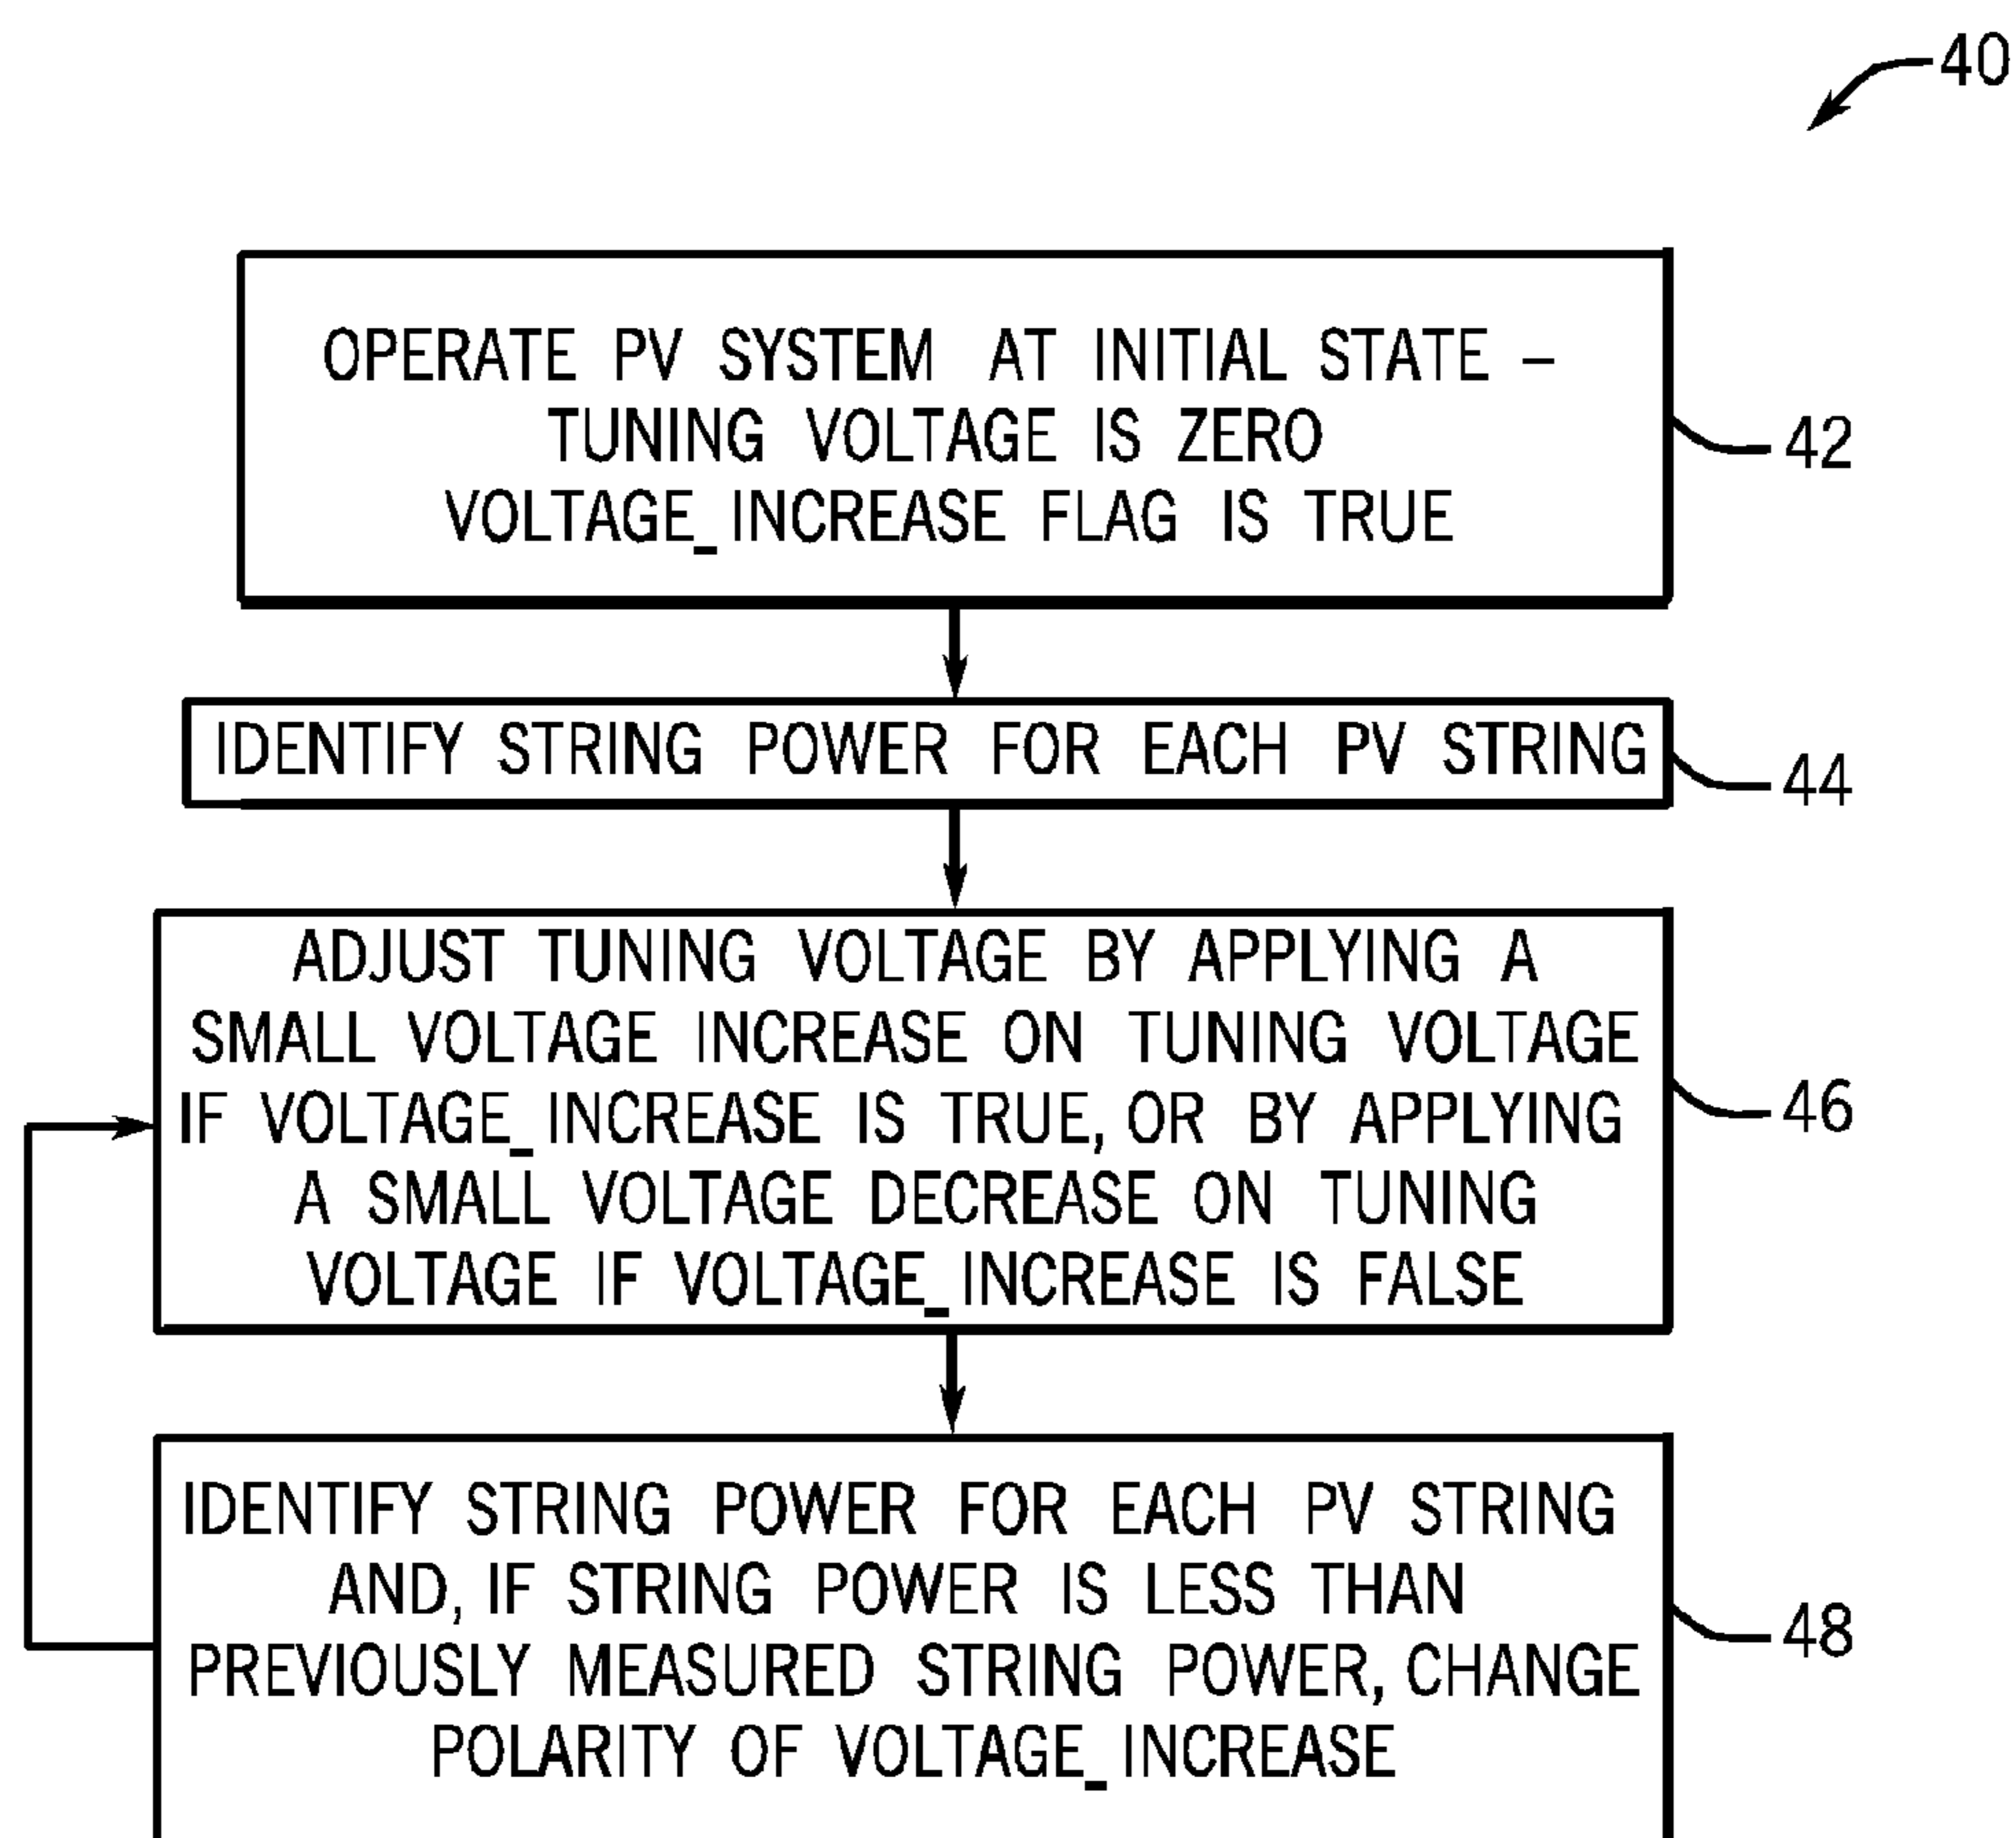 40
OPERATE PV SYSTEM AT INITIAL STATE –
TUNING VOLTAGE IS ZERO
VOLTAGE_INCREASE FLAG IS TRUE
42
IDENTIFY STRING POWER FOR EACH PV STRING
44
ADJUST TUNING VOLTAGE BY APPLYING A
SMALL VOLTAGE INCREASE ON TUNING VOLTAGE
IF VOLTAGE_INCREASE IS TRUE, OR BY APPLYING
A SMALL VOLTAGE DECREASE ON TUNING
VOLTAGE IF VOLTAGE_INCREASE IS FALSE
46
IDENTIFY STRING POWER FOR EACH PV STRING
AND, IF STRING POWER IS LESS THAN
PREVIOUSLY MEASURED STRING POWER, CHANGE
POLARITY OF VOLTAGE_INCREASE
48